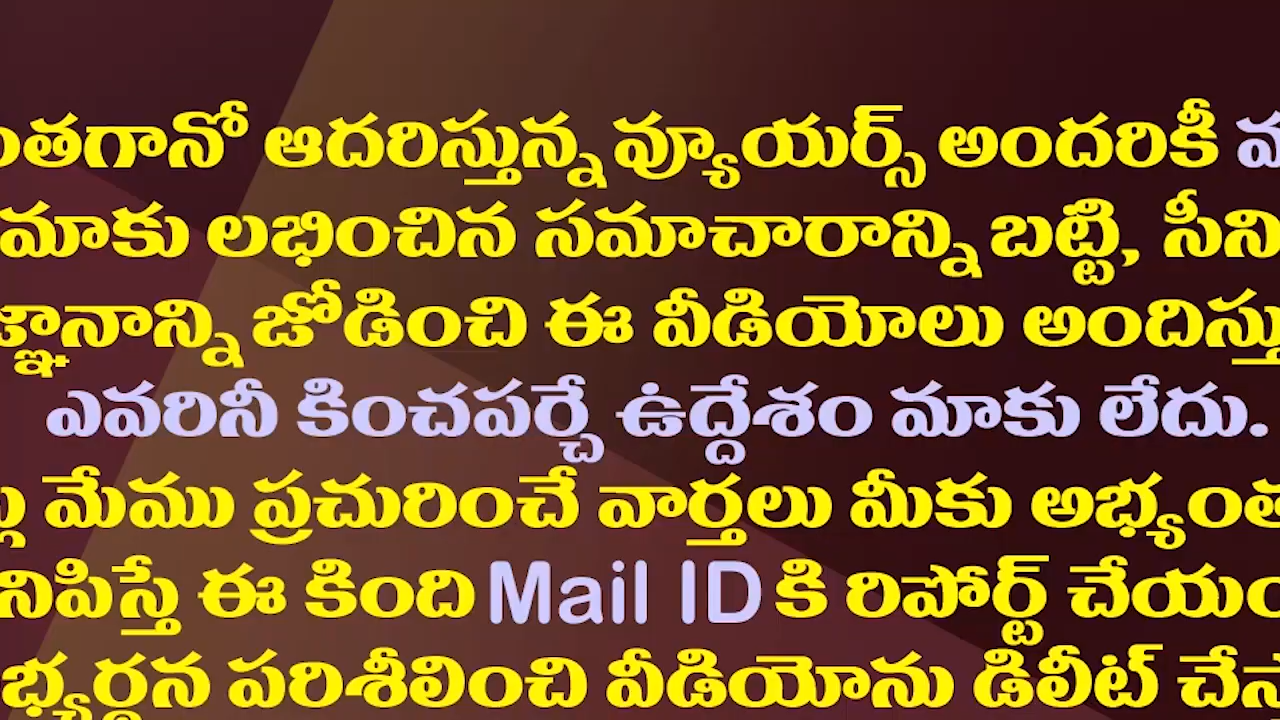 ఆదరిస్తున్న వ్యూయర్స్ అందరికీ
మాకు లభించిన సమాచారాన్ని బట్టి,
జోడించి ఈ వీడియోలు
ఎవరినీ కించపర్చే ఉద్దేశం మాకు లేదు.
మేము ప్రచురించే వార్తలు మీకు
ఈ కింది Mail ID కి రిపోర్ట్
పరిశీలించి వీడియోను డిలీట్